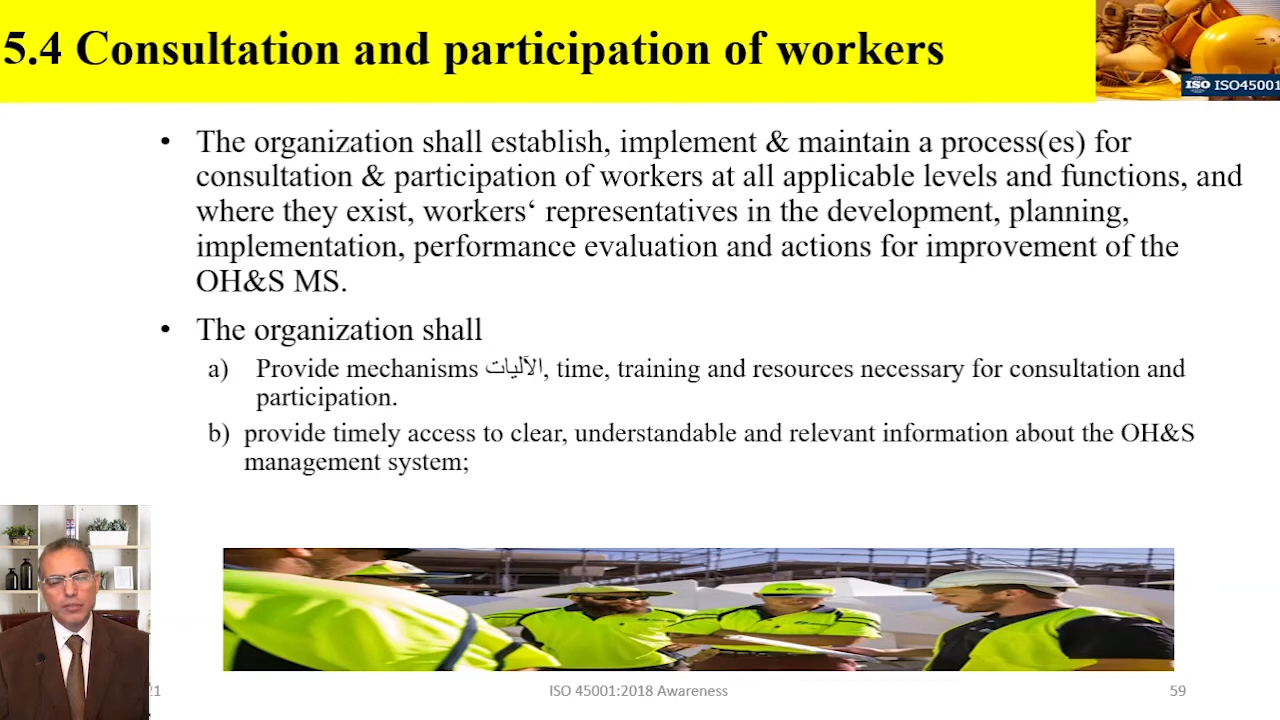 5.4 Consultation and participation of workers
ISO ISO45001
• The organization shall establish, implement & maintain a process(es) for
consultation & participation of workers at all applicable levels and functions, and
where they exist, workers‘ representatives in the development, planning,
implementation, performance evaluation and actions for improvement of the
OH&S MS.
• The organization shall
a) Provide mechanisms الآليات, time, training and resources necessary for consultation and
participation.
b) provide timely access to clear, understandable and relevant information about the OH&S
management system;
21
ISO 45001:2018 Awareness
59